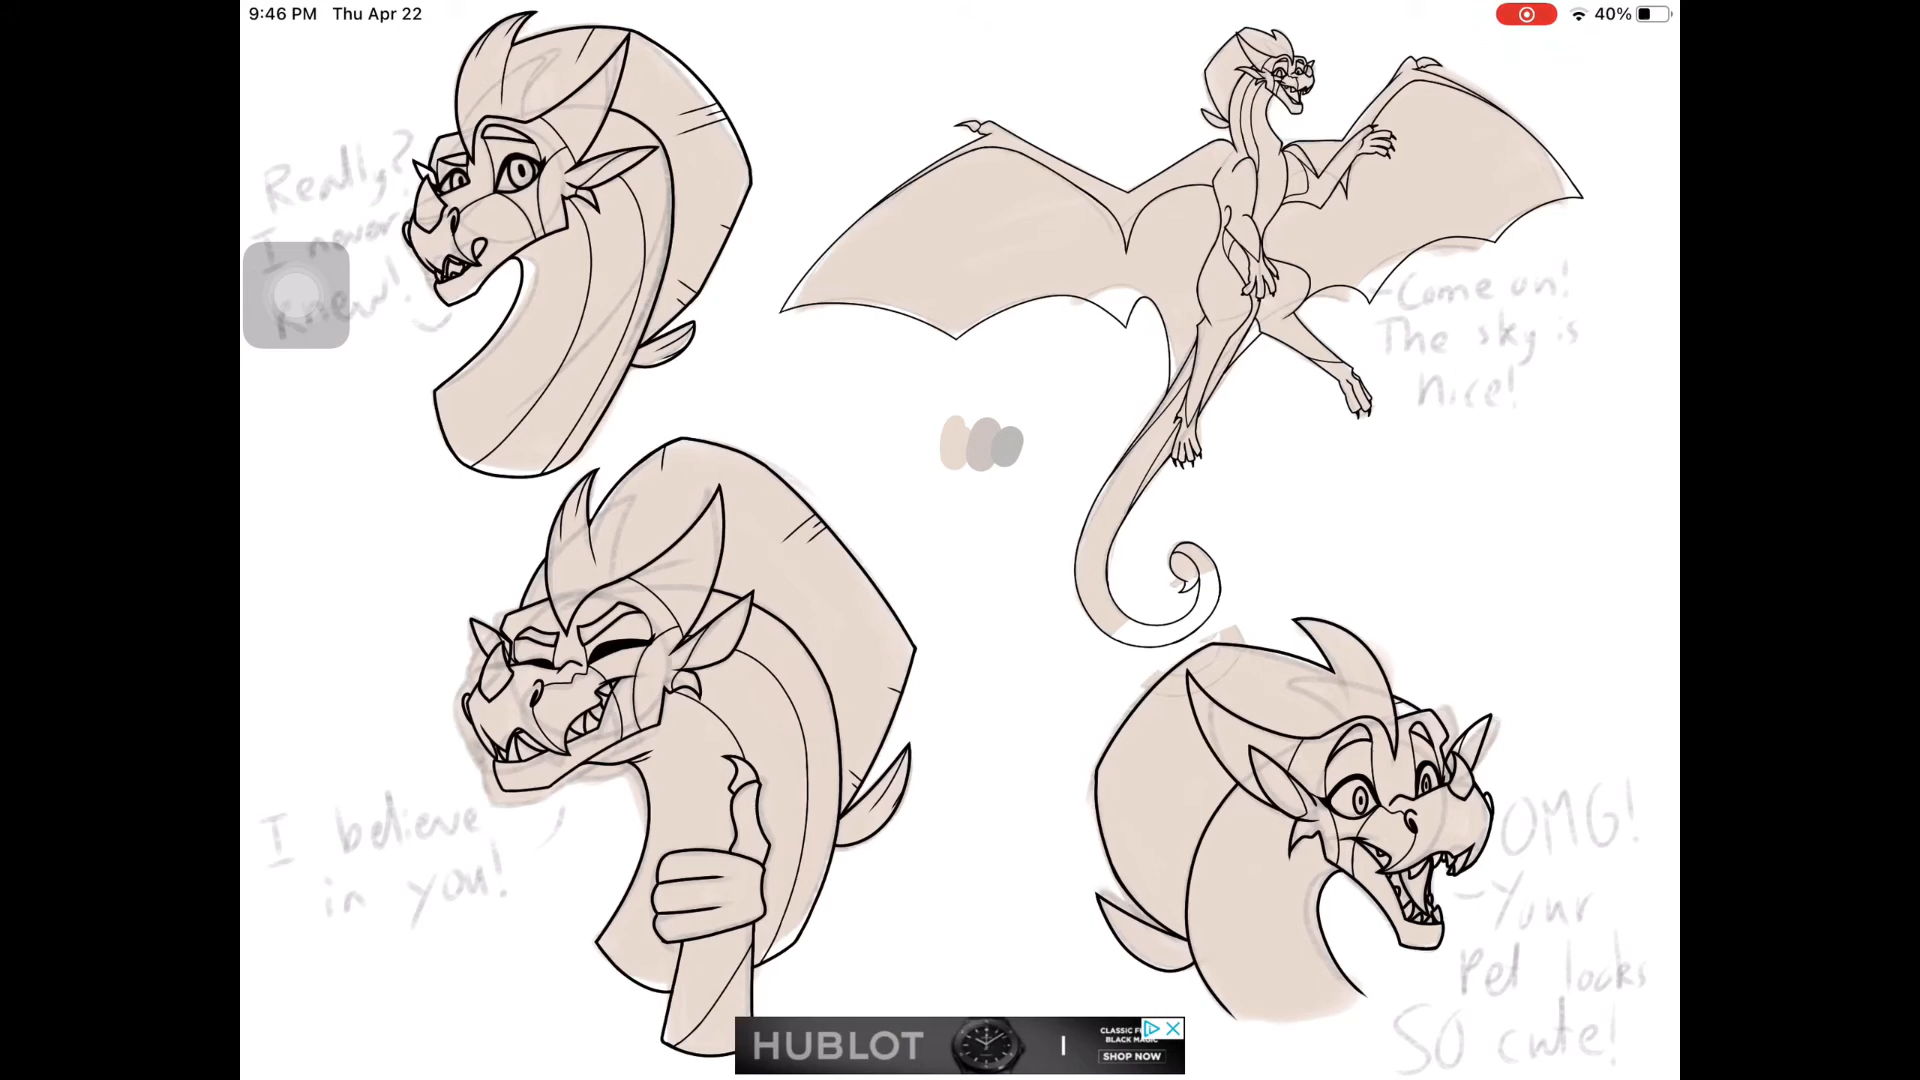 9:46 PM Thu Apr 22
40%
Really?
I never
knew!
-Come on!
The sky is
nice!
I believe
in you!
OMG!
-Your
pet looks
SO cute!
HUBLOT
BLACK MAGIC
SHOP NOW